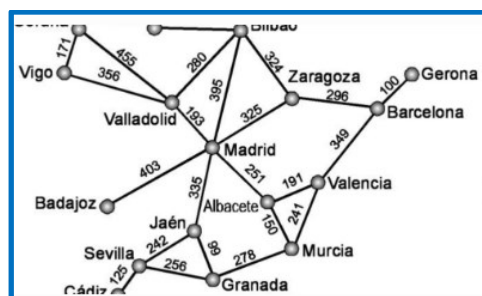 Bilbao
171
455
280
324
Zaragoza
Gerona
Vigo
356
395
296
100
Valladolid
193
325
Barcelona
Madrid
349
403
251
191
Valencia
Badajoz
335
Albacete
150
241
Jaén
Sevilla
242
99
278
Murcia
125
256
Granada
Cádiz